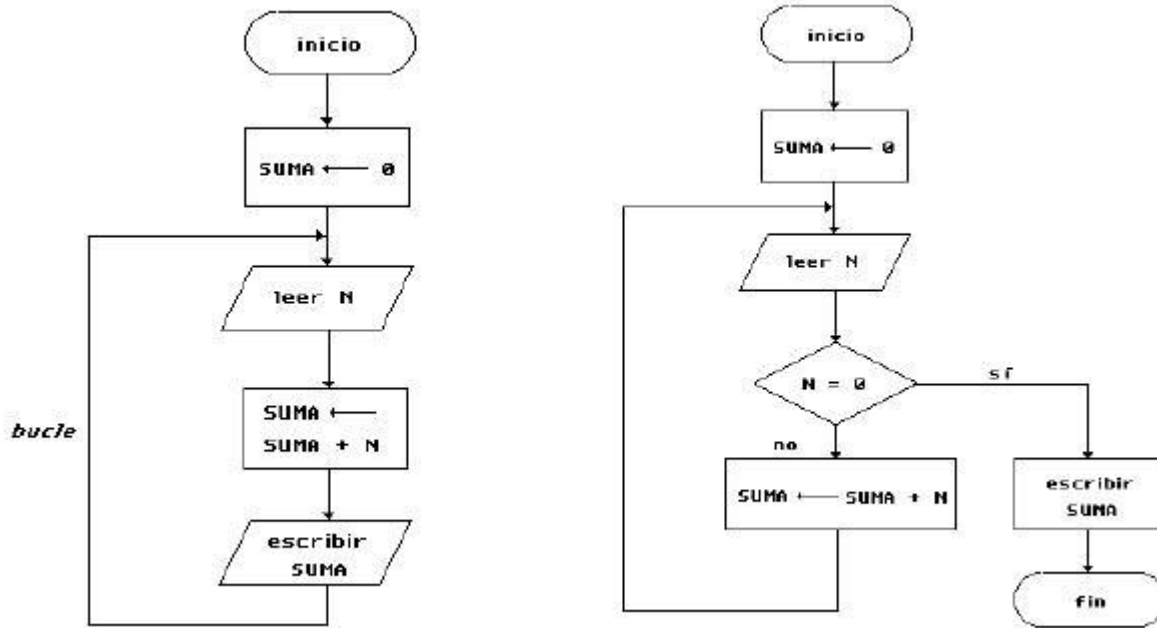 inicio
SUMA ← 0
leer N
SUMA ←
SUMA + N
escribir
SUMA
bucle
inicio
SUMA ← 0
leer N
N = 0
sí
no
SUMA ← SUMA + N
escribir
SUMA
fin